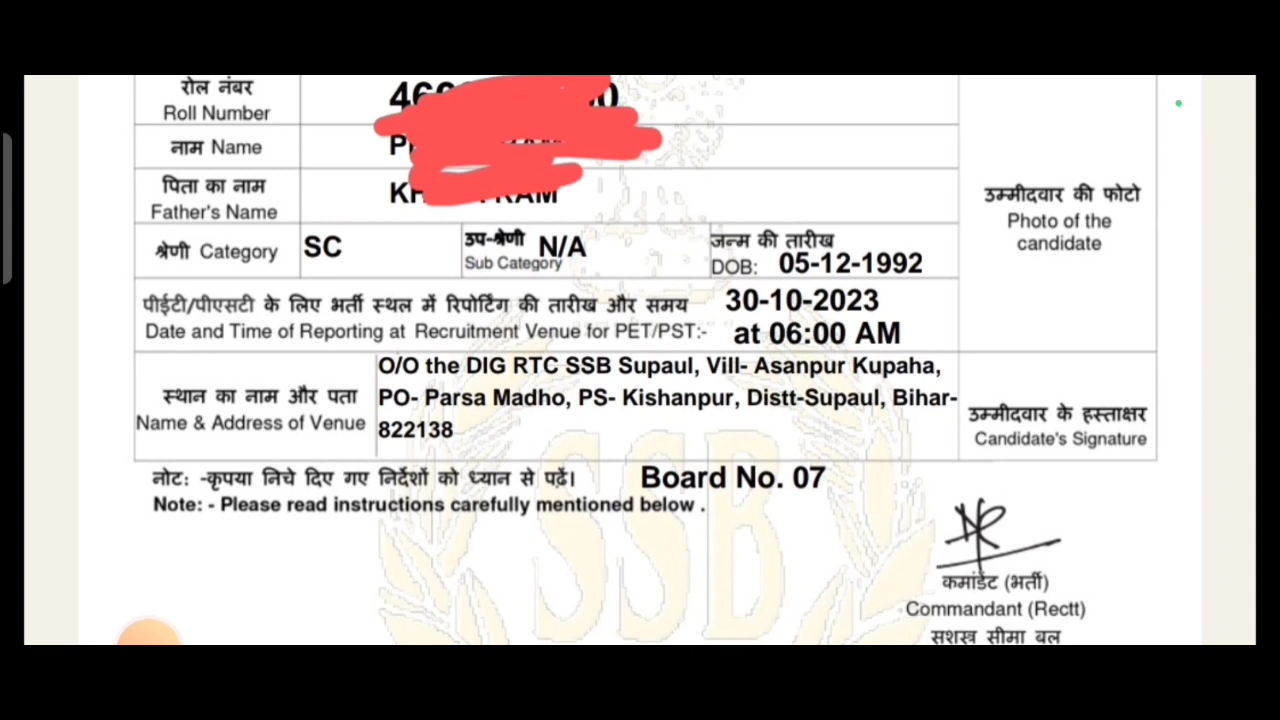 रोल नंबर
Roll Number
नाम Name
पिता का नाम
Father's Name
RAM
श्रेणी Category SC उप-श्रेणी N/A
Sub Category
जन्म की तारीख
DOB: 05-12-1992
पीईटी/पीएसटी के लिए भर्ती स्थल में रिपोर्टिंग की तारीख और समय 30-10-2023
Date and Time of Reporting at Recruitment Venue for PET/PST:- at 06:00 AM
उम्मीदवार की फोटो
Photo of the
candidate
स्थान का नाम और पता
Name & Address of Venue
O/O the DIG RTC SSB Supaul, Vill- Asanpur Kupaha,
PO- Parsa Madho, PS- Kishanpur, Distt-Supaul, Bihar-
822138
उम्मीदवार के हस्ताक्षर
Candidate's Signature
नोट: -कृपया निचे दिए गए निर्देशों को ध्यान से पढ़ें। Board No. 07
Note: - Please read instructions carefully mentioned below .
SSB
कमांडेंट (भर्ती)
Commandant (Rectt)
सशस्त्र सीमा बल